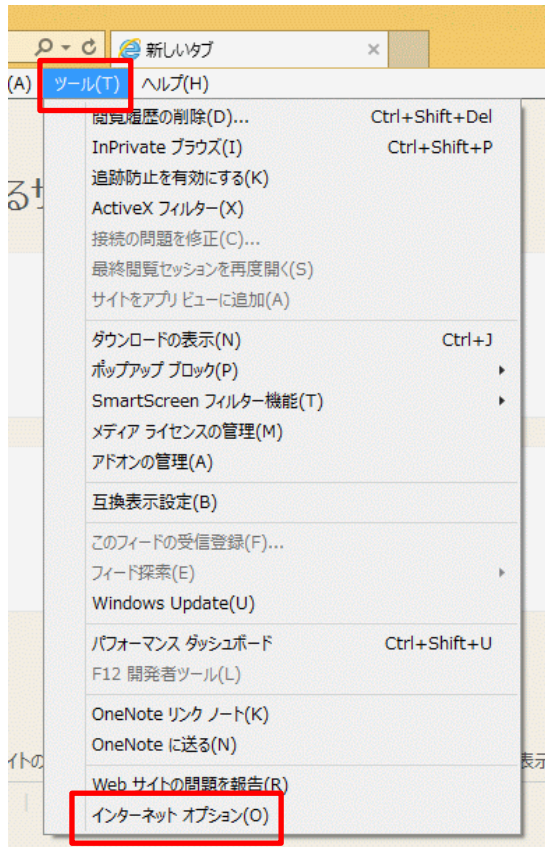 新しいタブ
(A) ツール(T) ヘルプ(H)
閲覧履歴の削除(D)... Ctrl+Shift+Del
InPrivate ブラウズ(I) Ctrl+Shift+P
追跡防止を有効にする(K)
るサ
ActiveX フィルター(X)
接続の問題を修正(C)...
最終閲覧セッションを再度開く(S)
サイトをアプリ ビューに追加(A)
ダウンロードの表示(N) Ctrl+J
ポップアップ ブロック(P)
SmartScreen フィルター機能(T)
メディア ライセンスの管理(M)
アドオンの管理(A)
互換表示設定(B)
このフィードの受信登録(F)...
フィード探索(E)
Windows Update(U)
パフォーマンス ダッシュボード Ctrl+Shift+U
F12 開発者ツール(L)
OneNote リンク ノート(K)
OneNote に送る(N)
イトの 表示
Web サイトの問題を報告(R)
インターネット オプション(O)